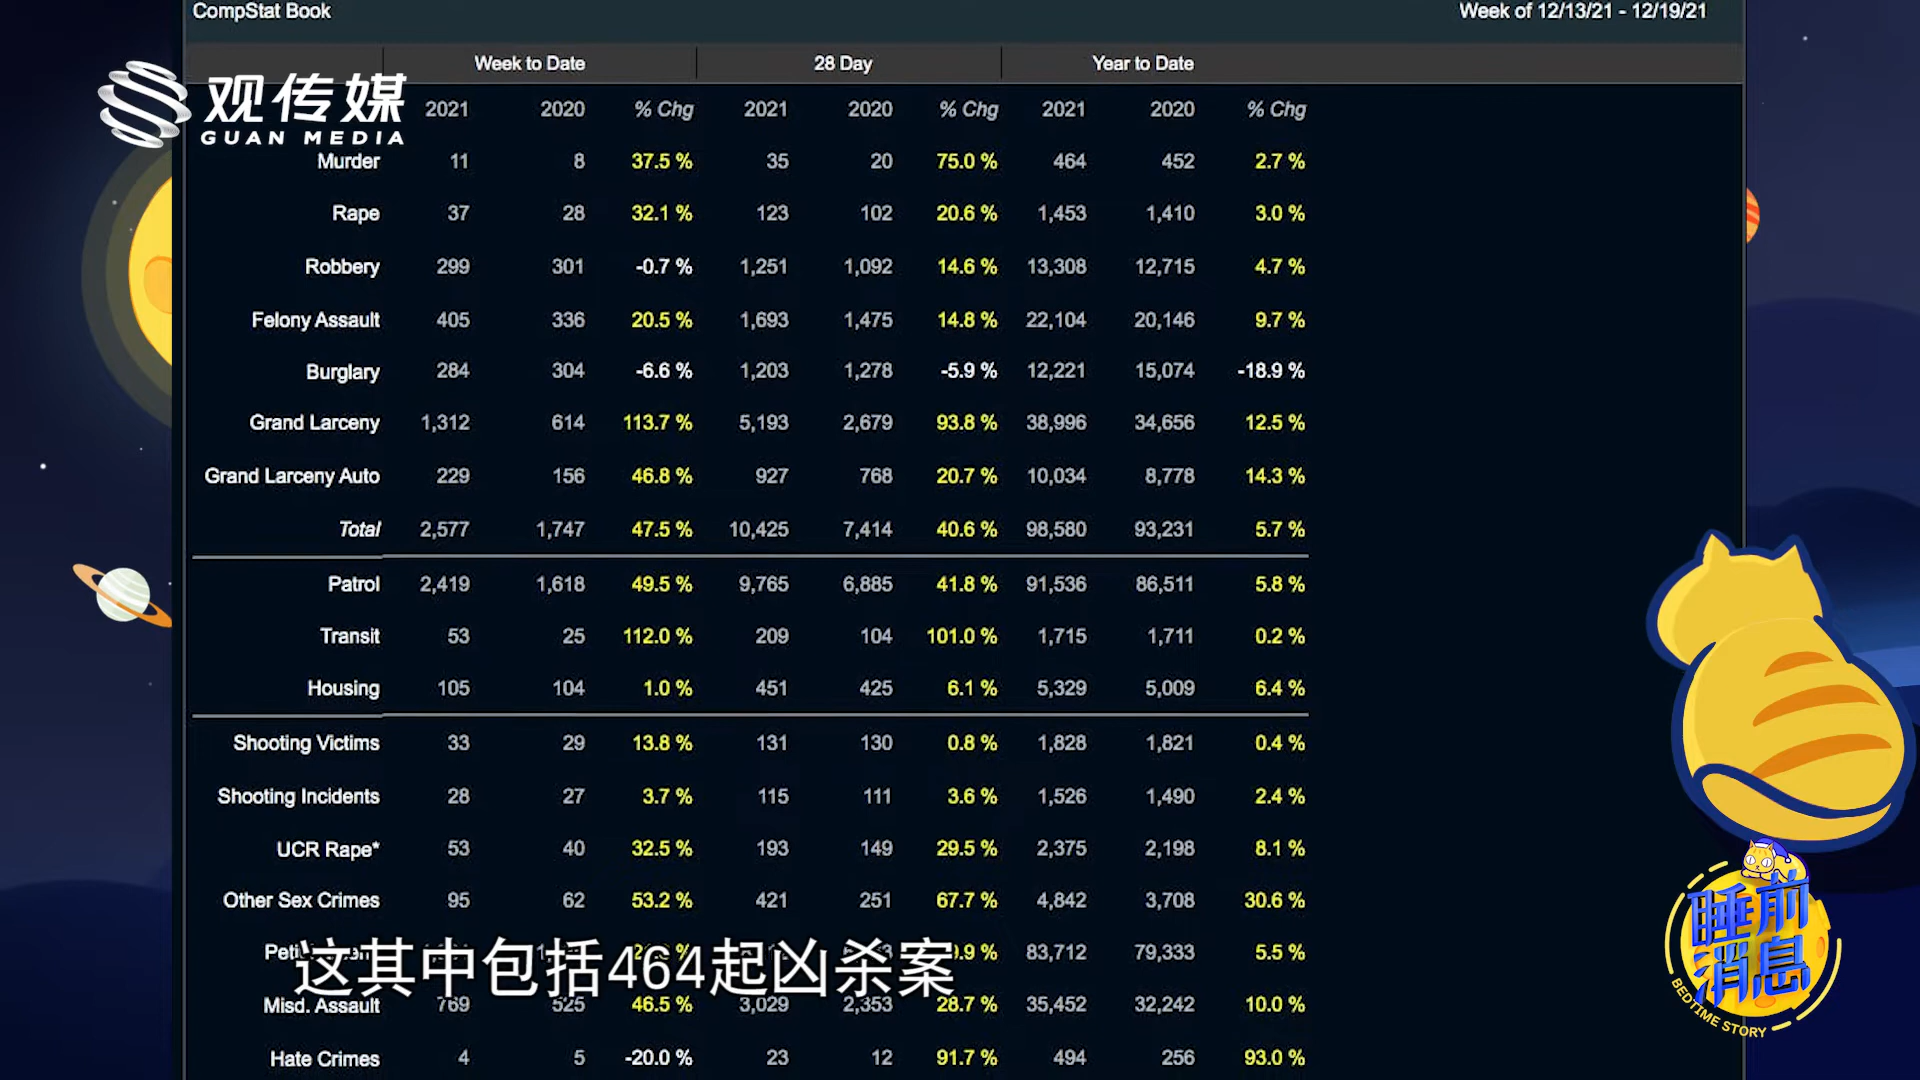 CompStat Book
Week of 12/13/21 - 12/19/21
Week to Date 28 Day Year to Date
观传媒
GUAN MEDIA
2021 2020 % Chg 2021 2020 % Chg 2021 2020 % Chg
Murder 11 8 37.5 % 35 20 75.0 % 464 452 2.7 %
Rape 37 28 32.1 % 123 102 20.6 % 1,453 1,410 3.0 %
Robbery 299 301 -0.7 % 1,251 1,092 14.6 % 13,308 12,715 4.7 %
Felony Assault 405 336 20.5 % 1,693 1,475 14.8 % 22,104 20,146 9.7 %
Burglary 284 304 -6.6 % 1,203 1,278 -5.9 % 12,221 15,074 -18.9 %
Grand Larceny 1,312 614 113.7 % 5,193 2,679 93.8 % 38,996 34,656 12.5 %
Grand Larceny Auto 229 156 46.8 % 927 768 20.7 % 10,034 8,778 14.3 %
Total 2,577 1,747 47.5 % 10,425 7,414 40.6 % 98,580 93,231 5.7 %
Patrol 2,419 1,618 49.5 % 9,765 6,885 41.8 % 91,536 86,511 5.8 %
Transit 53 25 112.0 % 209 104 101.0 % 1,715 1,711 0.2 %
Housing 105 104 1.0 % 451 425 6.1 % 5,329 5,009 6.4 %
Shooting Victims 33 29 13.8 % 131 130 0.8 % 1,828 1,821 0.4 %
Shooting Incidents 28 27 3.7 % 115 111 3.6 % 1,526 1,490 2.4 %
UCR Rape* 53 40 32.5 % 193 149 29.5 % 2,375 2,198 8.1 %
Other Sex Crimes 95 62 53.2 % 421 251 67.7 % 4,842 3,708 30.6 %
83,712 79,333 5.5 %
这其中包括464起凶杀案
Misd. Assault 769 525 46.5 % 3,029 2,353 28.7 % 35,452 32,242 10.0 %
Hate Crimes 4 5 -20.0 % 23 12 91.7 % 494 256 93.0 %
睡前
消息
BEDTIME STORY